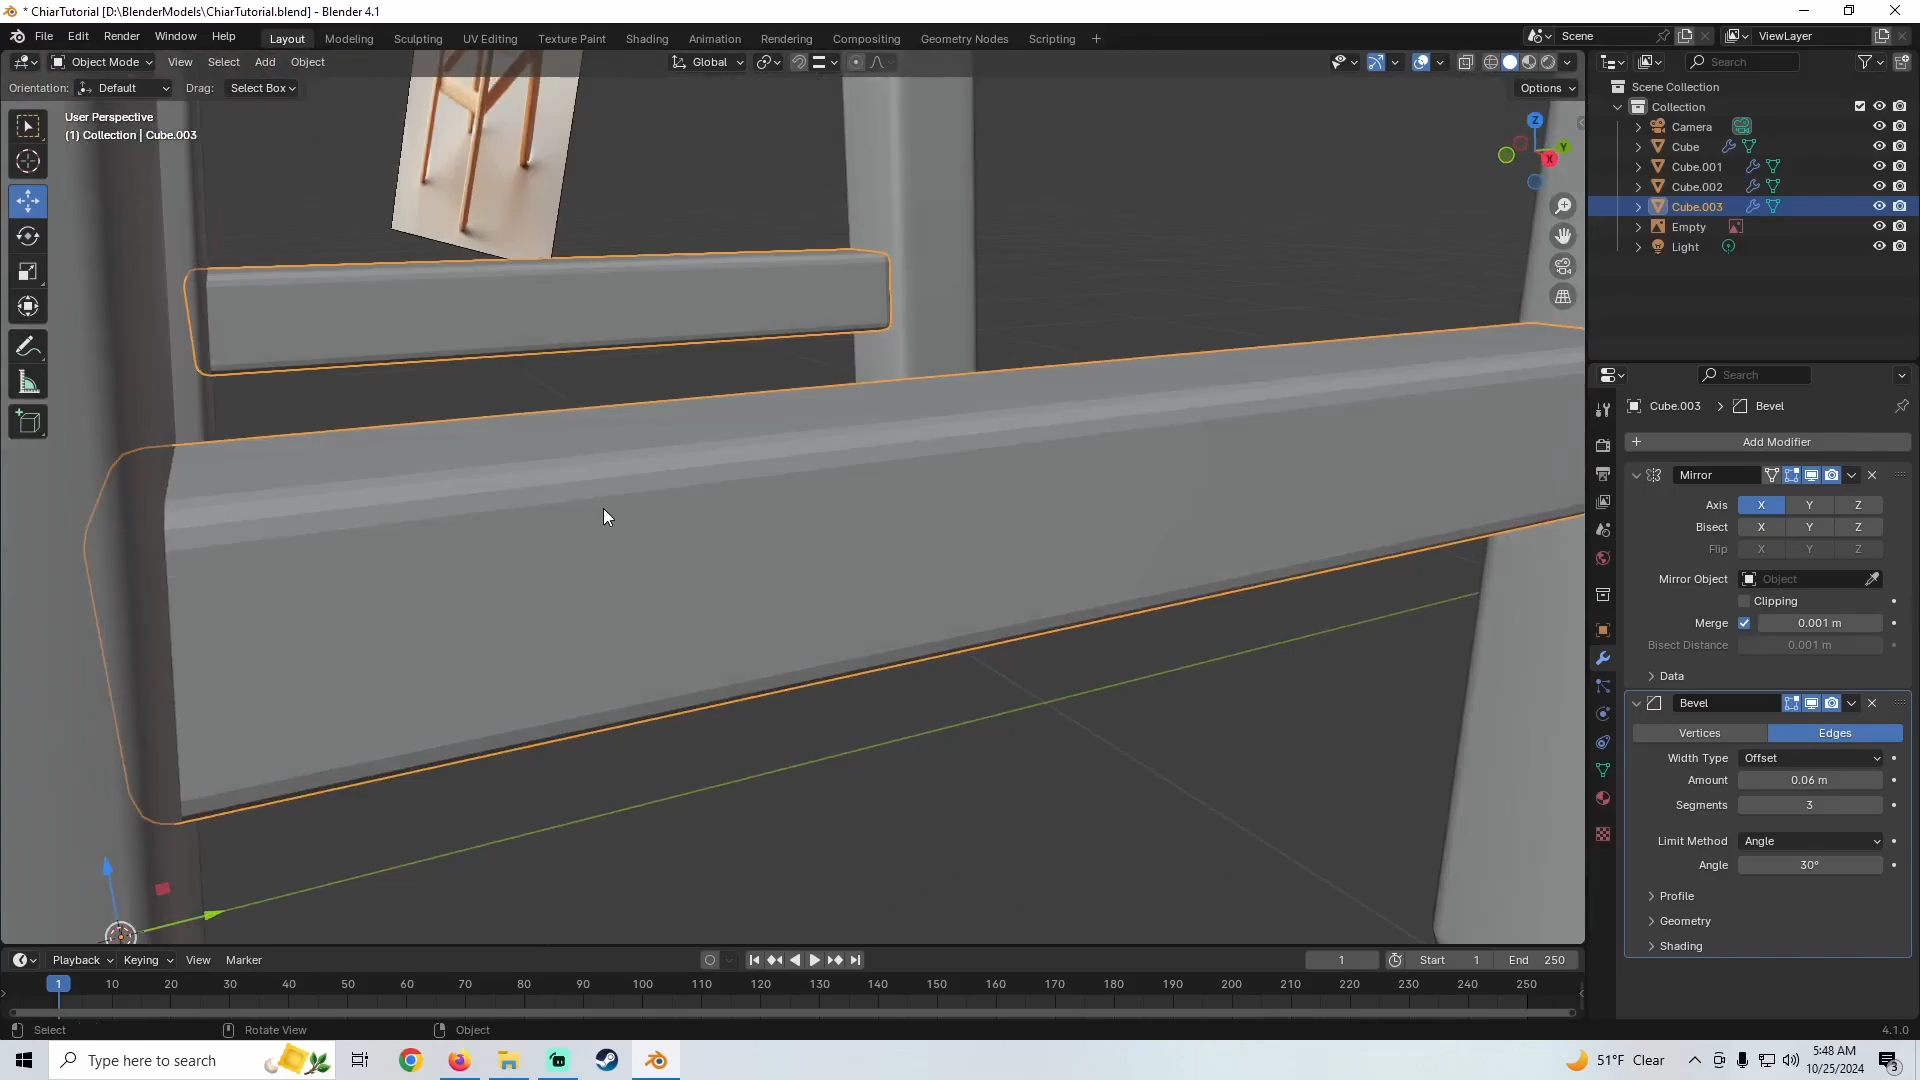 * ChiarTutorial [D:\BlenderModels\ChiarTutorial.blend] - Blender 4.1
File Edit Render Window Help
Layout Modeling Sculpting UV Editing Texture Paint Shading Animation Rendering Compositing Geometry Nodes Scripting +
Scene
ViewLayer
Object Mode View Select Add Object
Global
Search
Orientation: Default Drag: Select Box
Options
User Perspective
(1) Collection | Cube.003
Z
Y
X
Scene Collection
Collection
Camera
Cube
Cube.001
Cube.002
Cube.003
Empty
Light
Search
Cube.003 > Bevel
+ Add Modifier
Mirror
Axis X Y Z
Bisect X Y Z
Flip X Y Z
Mirror Object Object
Clipping
Merge 0.001 m
Bisect Distance 0.001 m
Data
Bevel
Vertices Edges
Width Type Offset
Amount 0.06 m
Segments 3
Limit Method Angle
Angle 30°
Profile
Geometry
Shading
Playback Keying View Marker
1 Start 1 End 250
1 10 20 30 40 50 60 70 80 90 100 110 120 130 140 150 160 170 180 190 200 210 220 230 240 250
Select Rotate View Object
4.1.0
Type here to search
51°F Clear
5:48 AM
10/25/2024
3